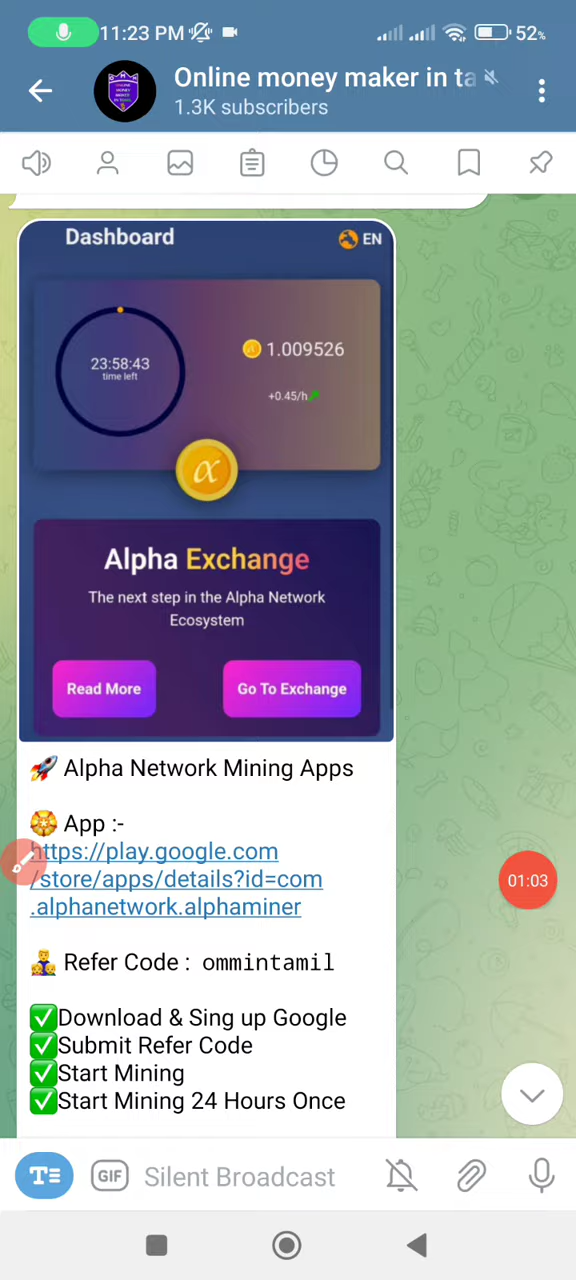 11:23 PM
52%
Online money maker in ta
1.3K subscribers
Dashboard
EN
23:58:43
time left
1.009526
+0.45/h
α
Alpha Exchange
The next step in the Alpha Network
Ecosystem
Read More
Go To Exchange
🚀 Alpha Network Mining Apps
App :-
https://play.google.com
/store/apps/details?id=com
.alphanetwork.alphaminer
01:03
Refer Code : ommintamil
✅Download & Sing up Google
✅Submit Refer Code
✅Start Mining
✅Start Mining 24 Hours Once
T
GIF
Silent Broadcast